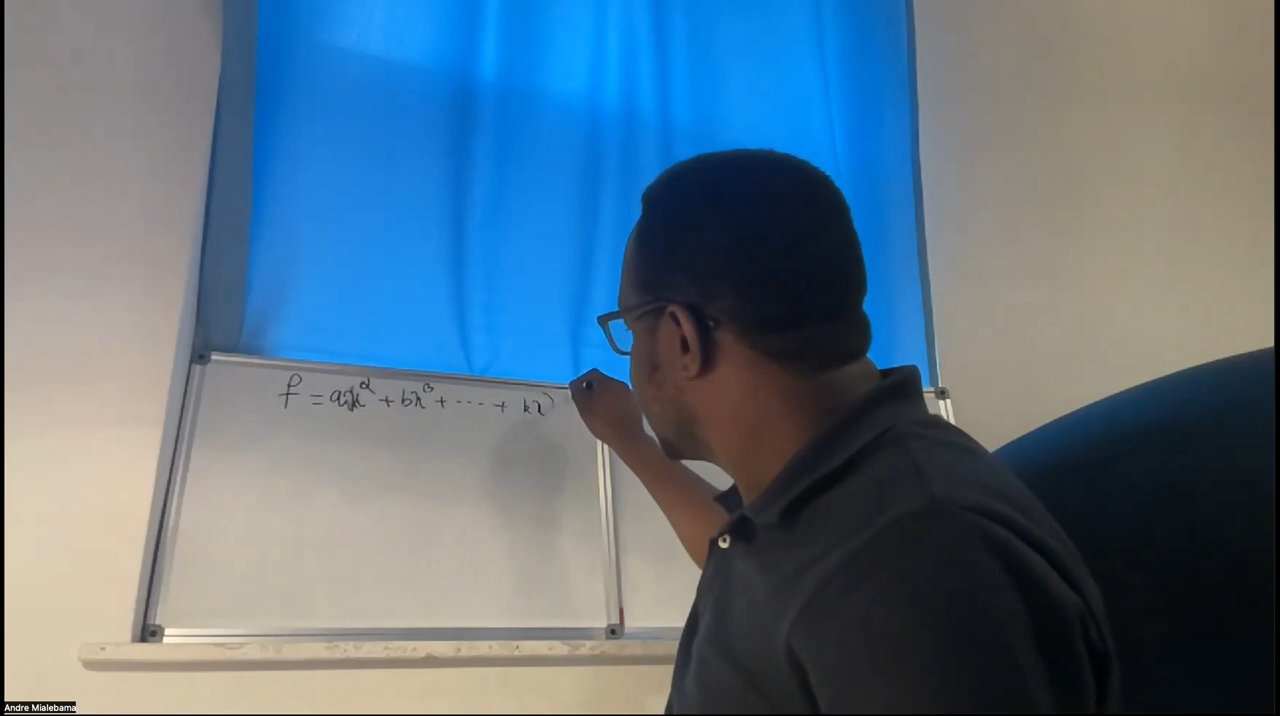 f = ax^α + bx^β + ··· + kx^γ
Andre Mialebama